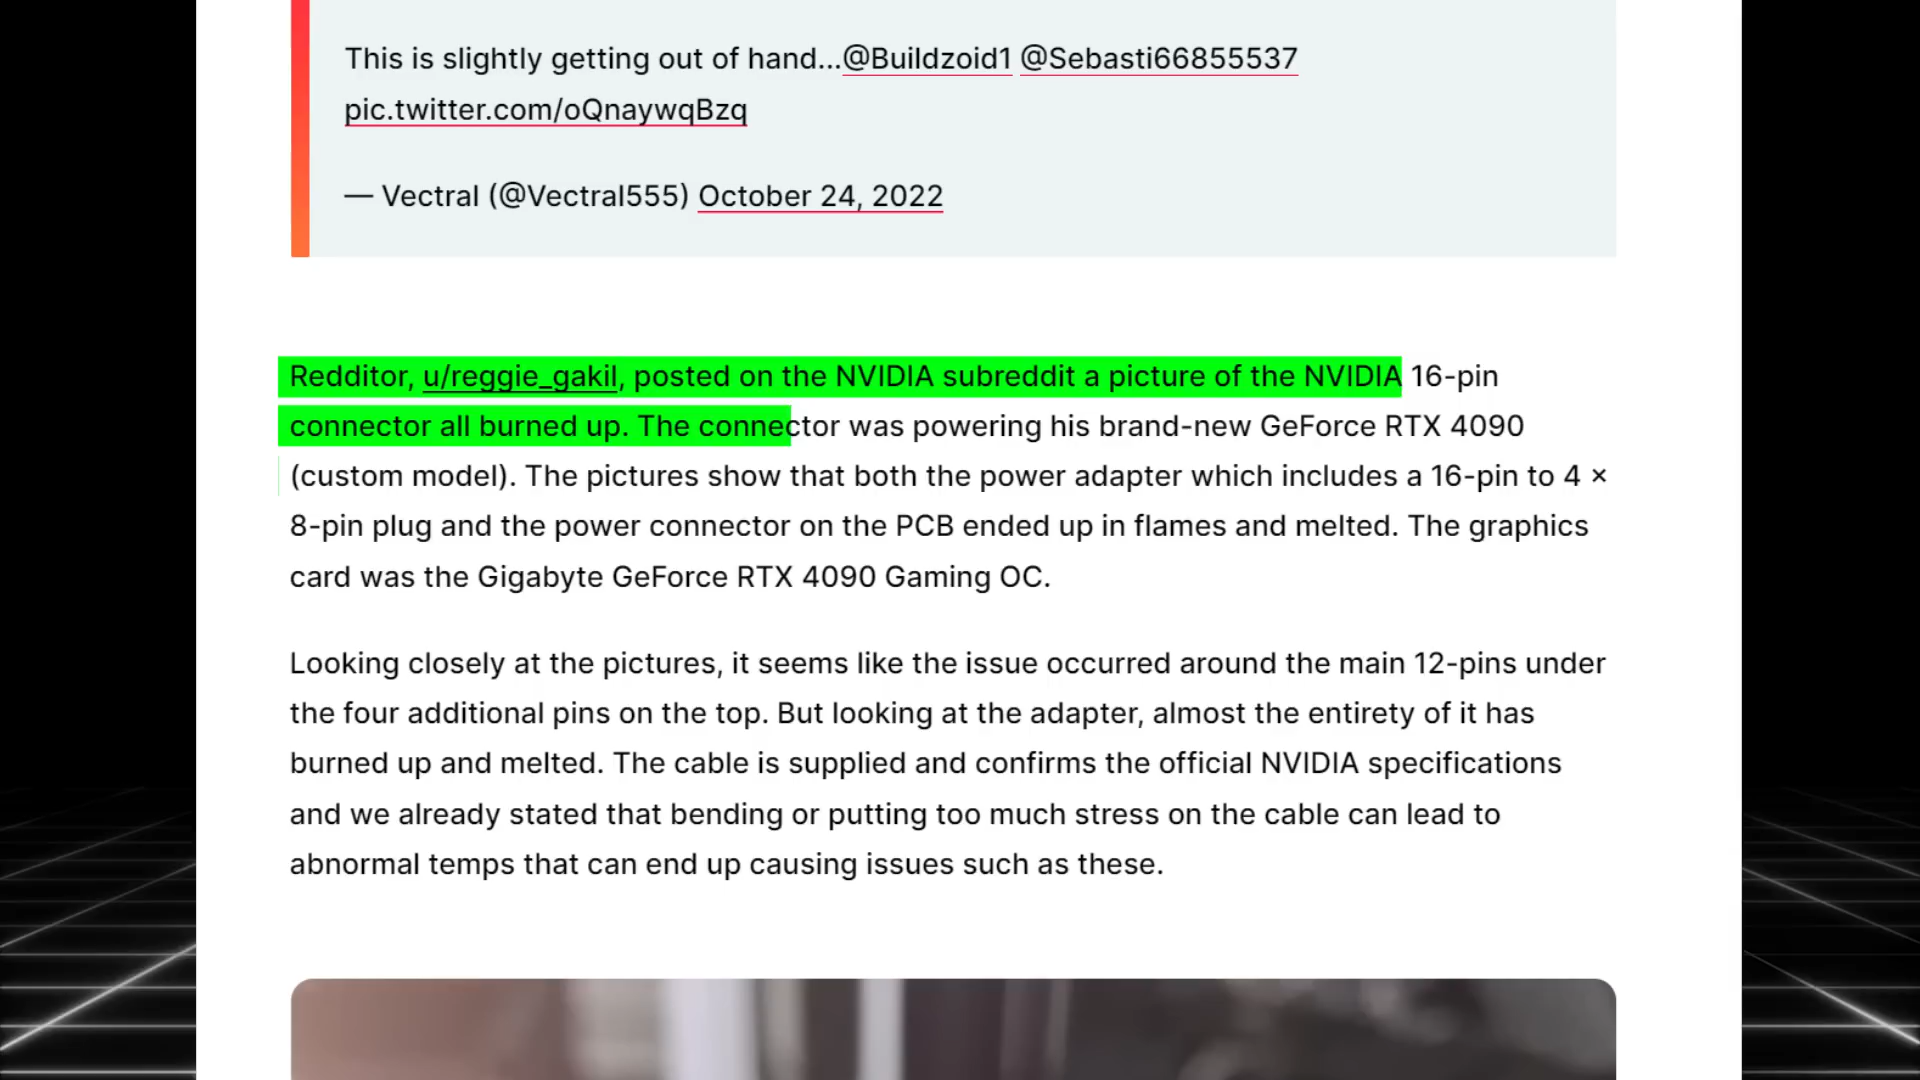 This is slightly getting out of hand...@Buildzoid1 @Sebasti66855537
pic.twitter.com/oQnaywqBzq
— Vectral (@Vectral555) October 24, 2022
Redditor, u/reggie_gakil, posted on the NVIDIA subreddit a picture of the NVIDIA 16-pin
connector all burned up. The connector was powering his brand-new GeForce RTX 4090
(custom model). The pictures show that both the power adapter which includes a 16-pin to 4 ×
8-pin plug and the power connector on the PCB ended up in flames and melted. The graphics
card was the Gigabyte GeForce RTX 4090 Gaming OC.
Looking closely at the pictures, it seems like the issue occurred around the main 12-pins under
the four additional pins on the top. But looking at the adapter, almost the entirety of it has
burned up and melted. The cable is supplied and confirms the official NVIDIA specifications
and we already stated that bending or putting too much stress on the cable can lead to
abnormal temps that can end up causing issues such as these.